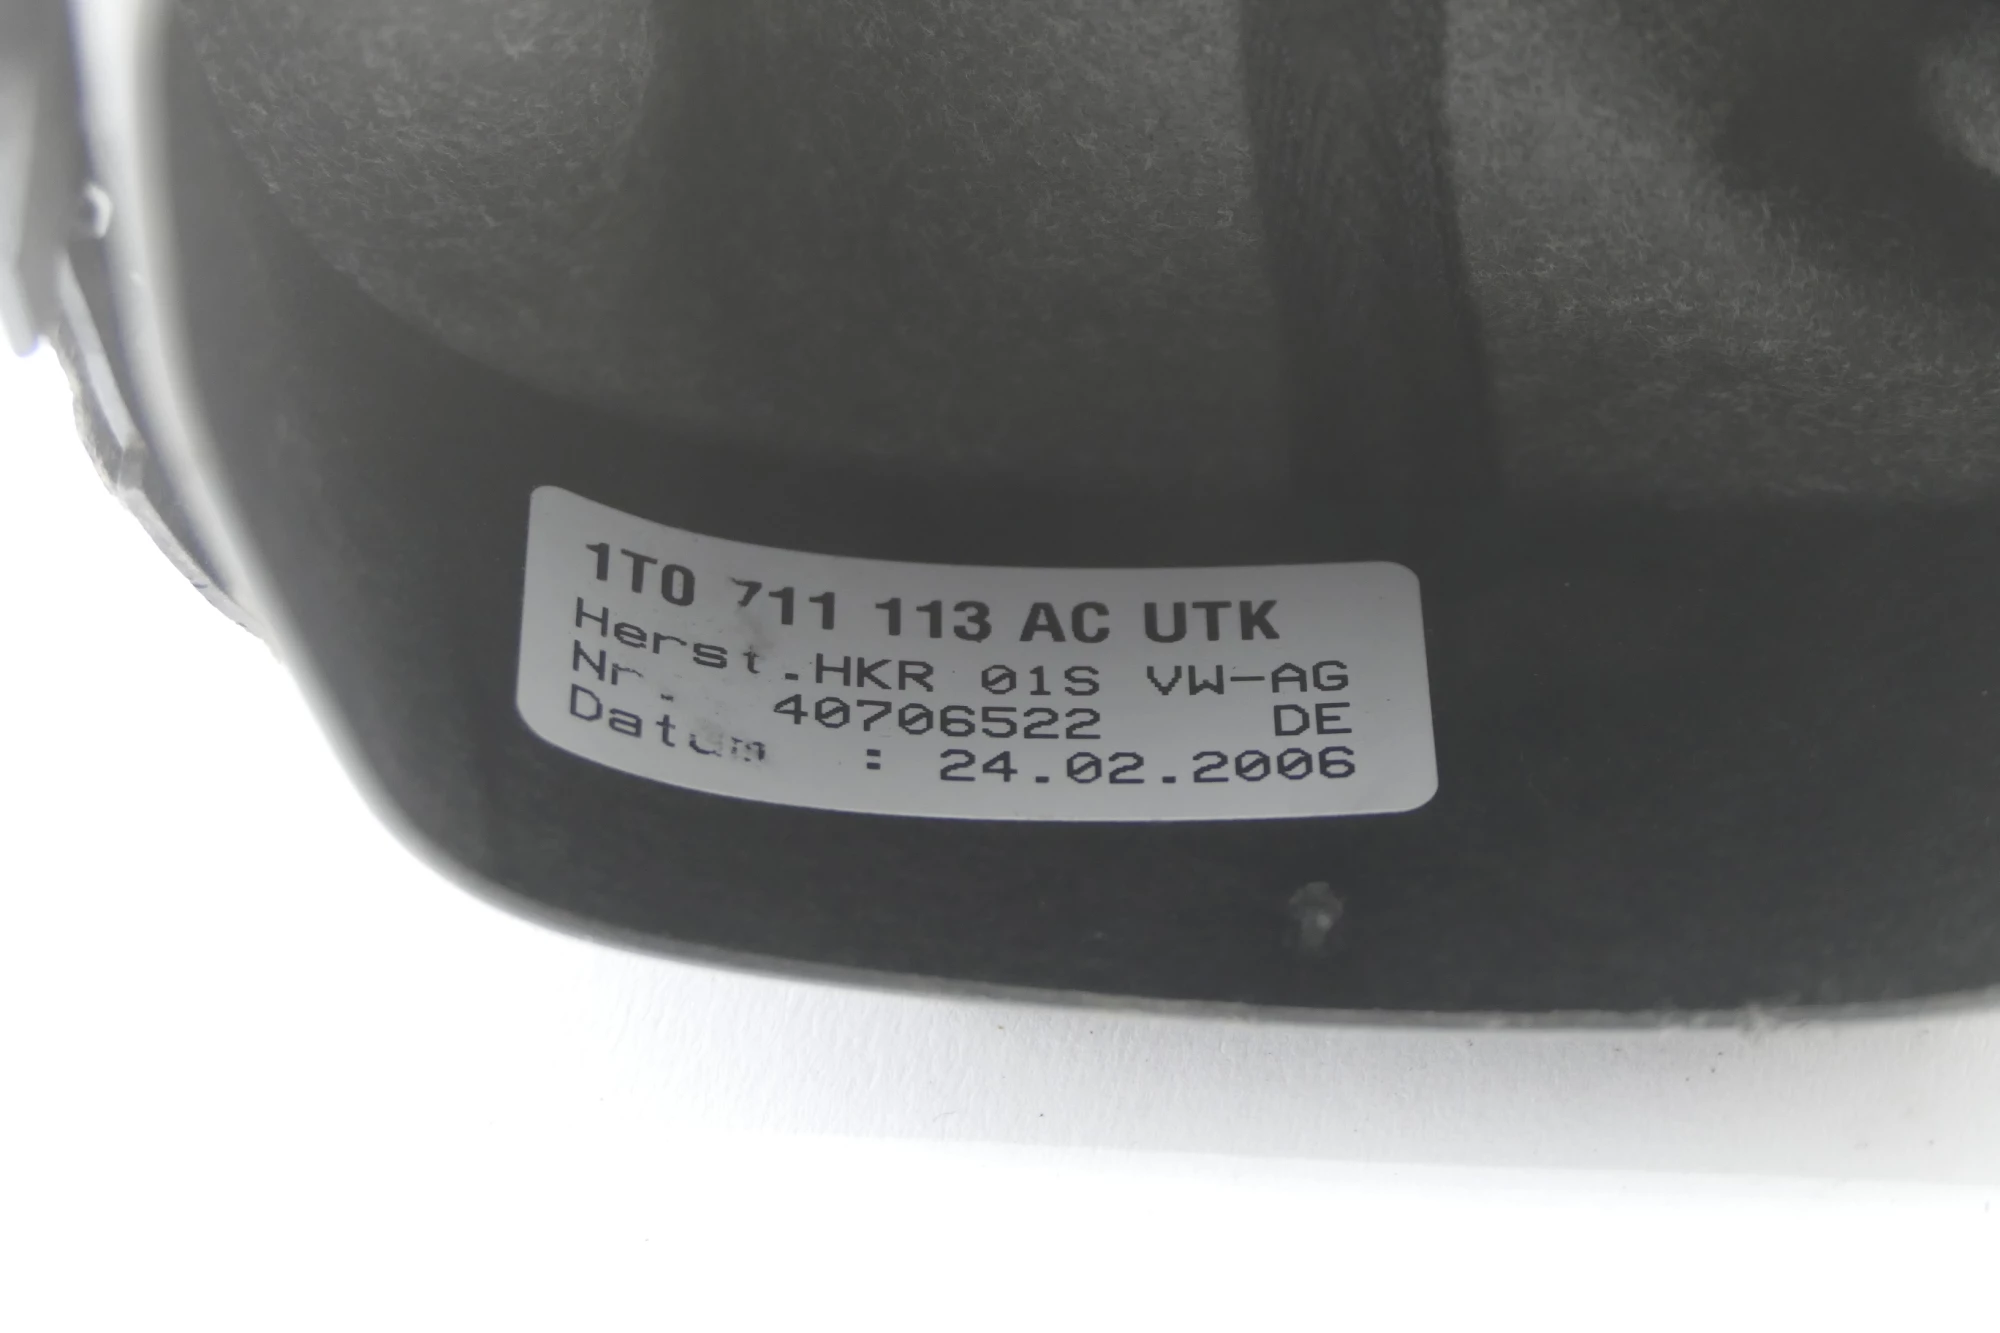 1T0 711 113 AC UTK
Herst.HKR 01S VW-AG
Nr. 40706522 DE
Datum : 24.02.2006